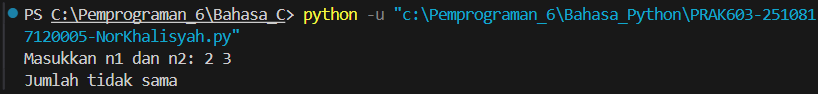 PS C:\Pemprograman_6\Bahasa_C> python -u "c:\Pemprograman_6\Bahasa_Python\PRAK603-251081
7120005-NorKhalisyah.py"
Masukkan n1 dan n2: 2 3
Jumlah tidak sama